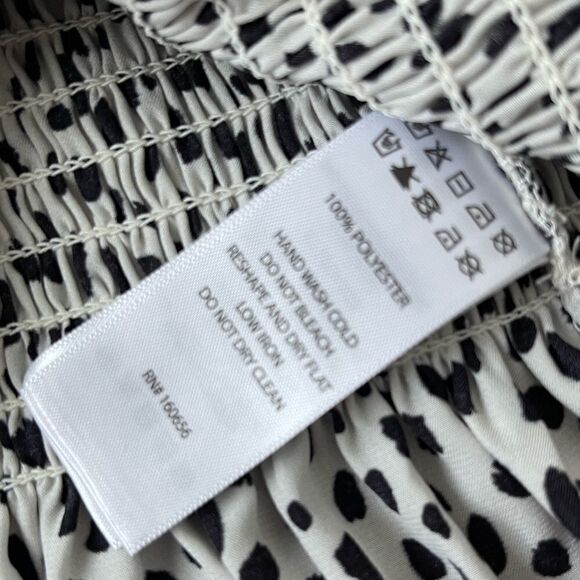 100% POLYESTER
HAND WASH COLD
DO NOT BLEACH
RESHAPE AND DRY FLAT
LOW IRON
DO NOT DRY CLEAN
RN# 160656